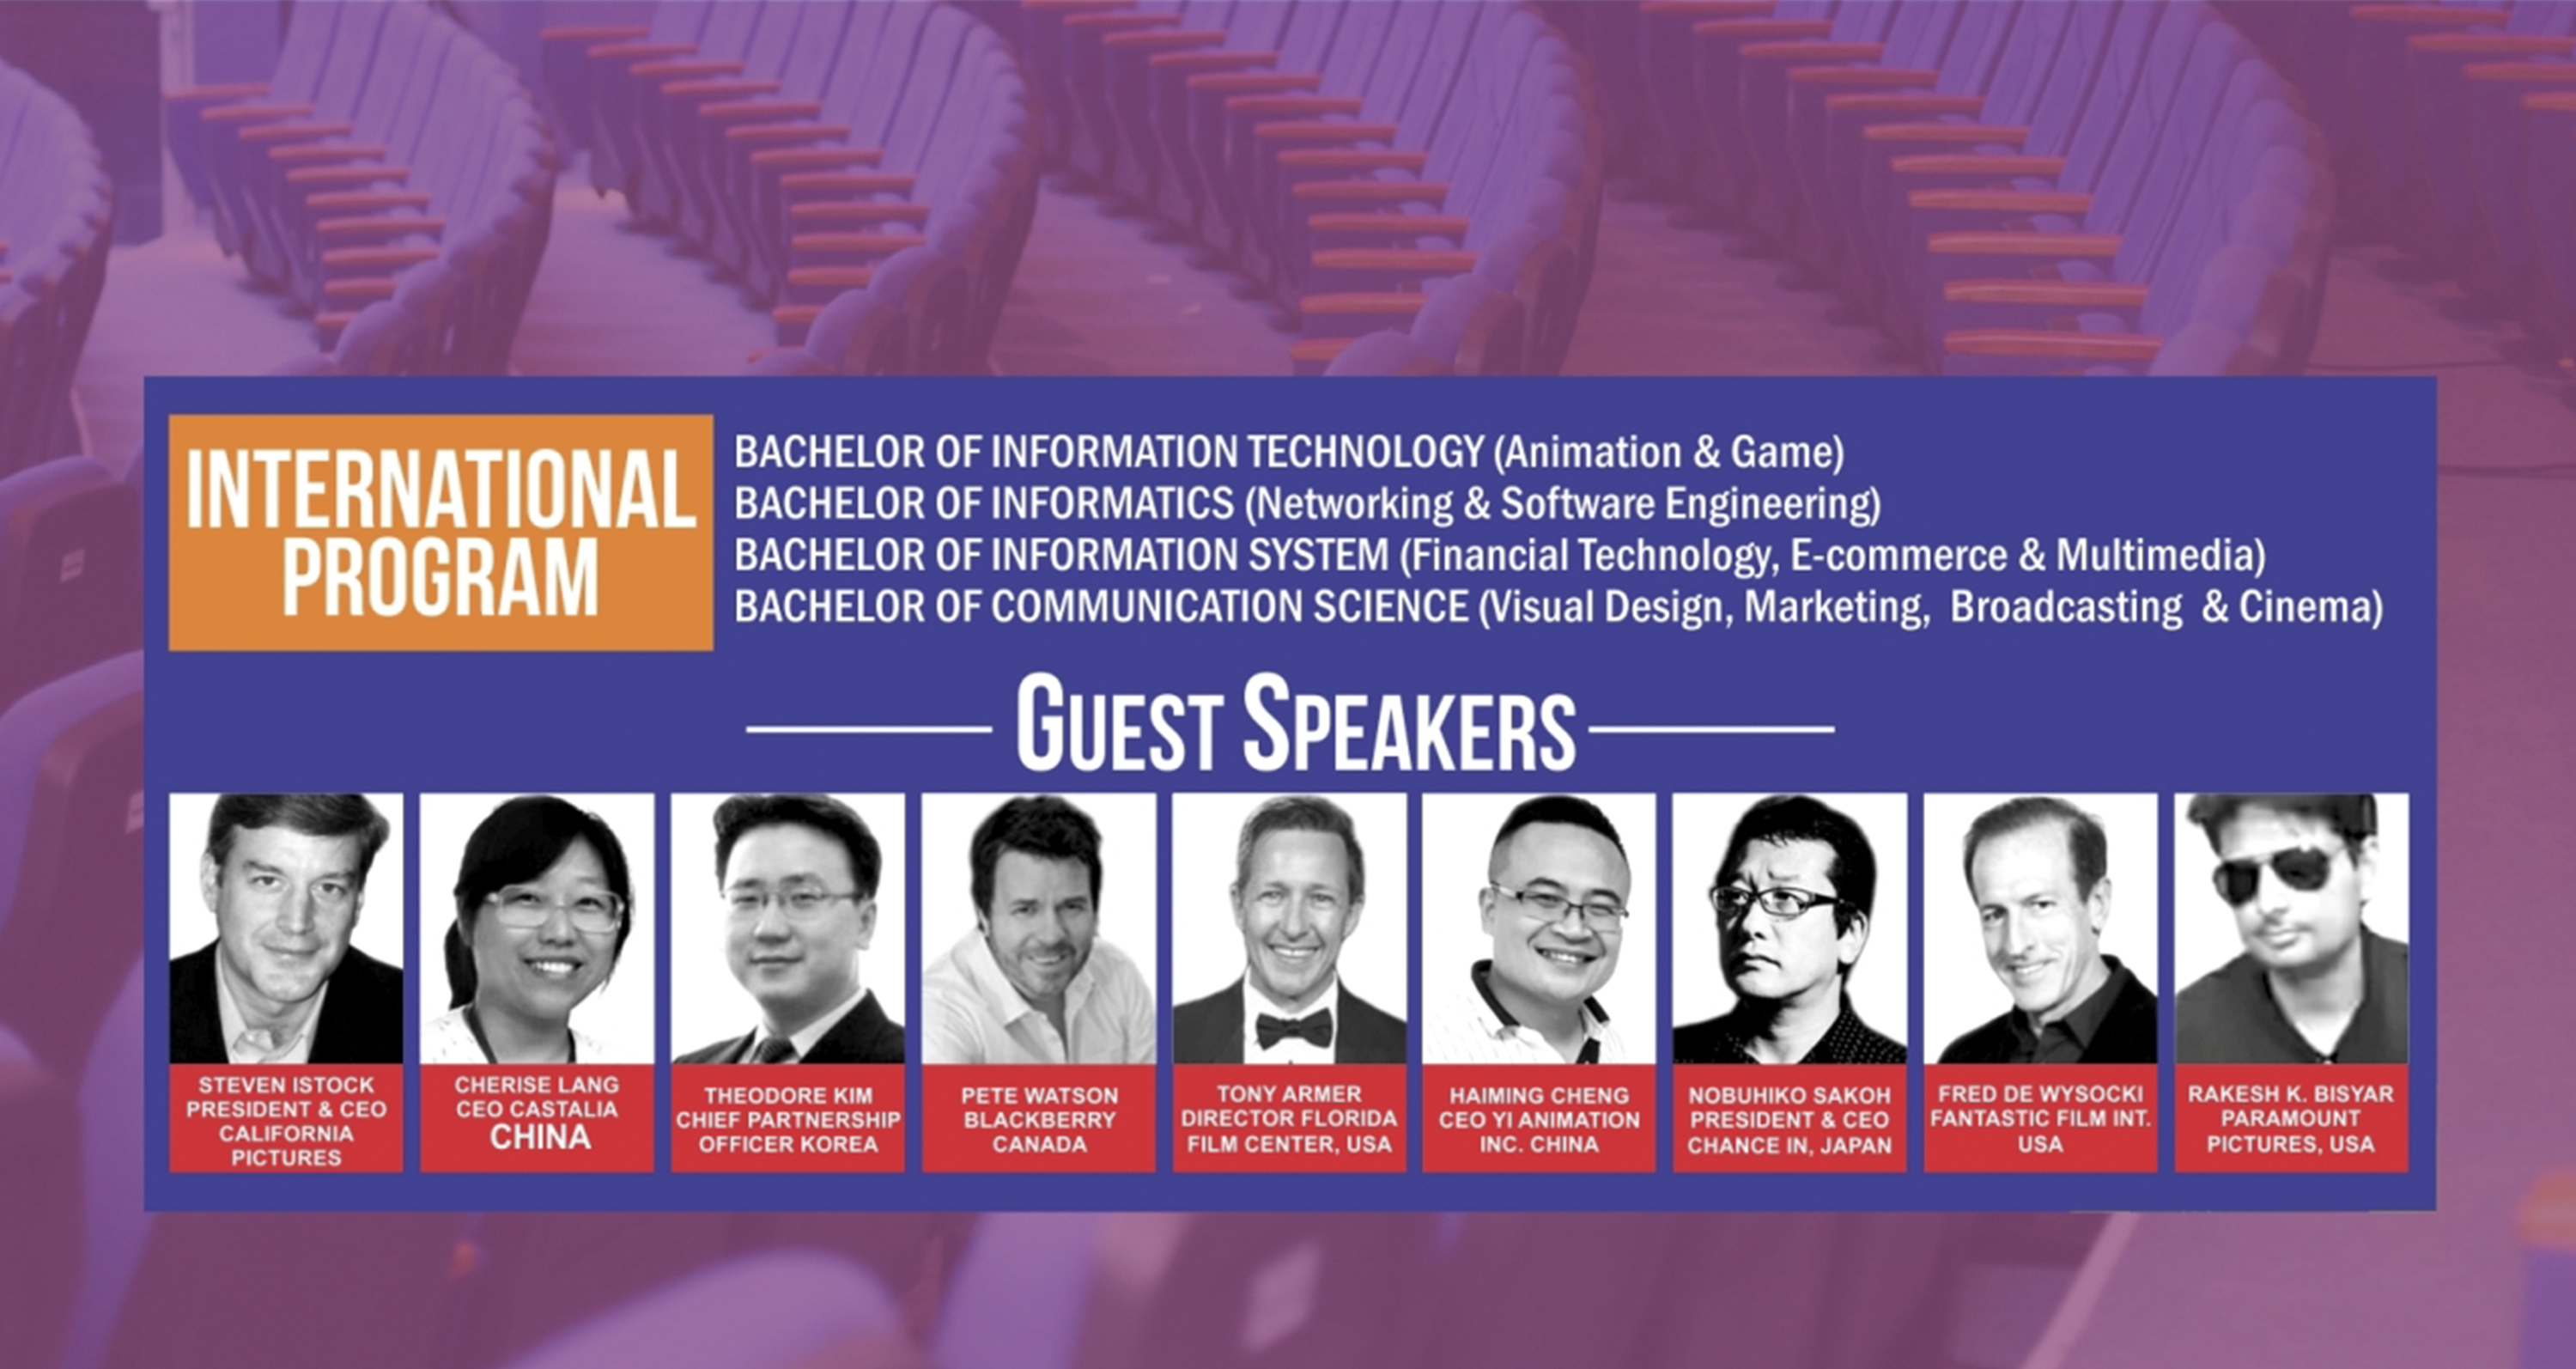 INTERNATIONAL
PROGRAM
BACHELOR OF INFORMATION TECHNOLOGY (Animation & Game)
BACHELOR OF INFORMATICS (Networking & Software Engineering)
BACHELOR OF INFORMATION SYSTEM (Financial Technology, E-commerce & Multimedia)
BACHELOR OF COMMUNICATION SCIENCE (Visual Design, Marketing, Broadcasting & Cinema)
GUEST SPEAKERS
STEVEN ISTOCK
PRESIDENT & CEO
CALIFORNIA
PICTURES
CHERISE LANG
CEO CASTALIA
CHINA
THEODORE KIM
CHIEF PARTNERSHIP
OFFICER KOREA
PETE WATSON
BLACKBERRY
CANADA
TONY ARMER
DIRECTOR FLORIDA
FILM CENTER, USA
HAIMING CHENG
CEO YI ANIMATION
INC. CHINA
NOBUHIKO SAKOH
PRESIDENT & CEO
CHANCE IN, JAPAN
FRED DE WYSOCKI
FANTASTIC FILM INT.
USA
RAKESH K. BISYAR
PARAMOUNT
PICTURES, USA